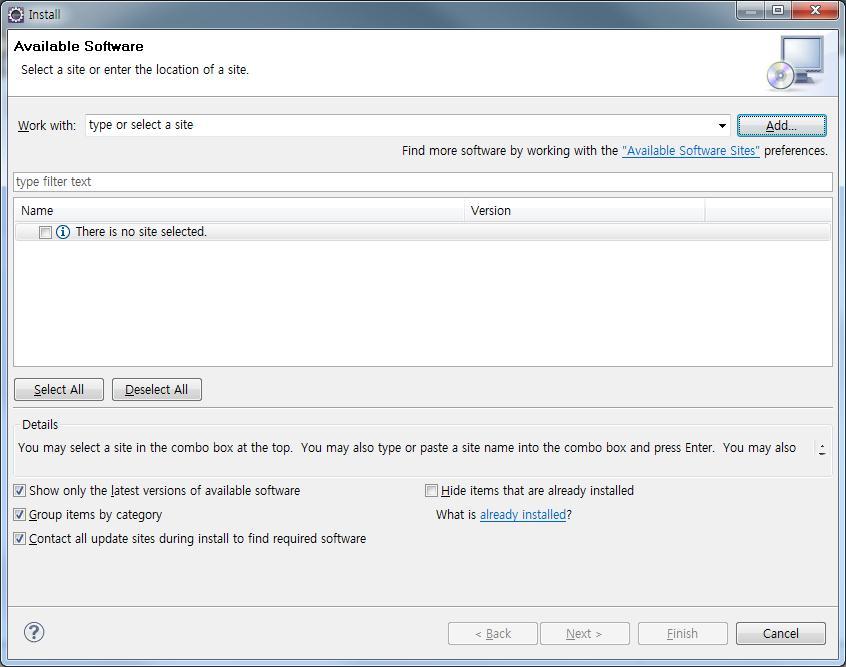 Install
Available Software
Select a site or enter the location of a site.
Work with: type or select a site Add...
Find more software by working with the "Available Software Sites" preferences.
type filter text
Name Version
There is no site selected.
Select All Deselect All
Details
You may select a site in the combo box at the top.  You may also type or paste a site name into the combo box and press Enter.  You may also
Show only the latest versions of available software Hide items that are already installed
Group items by category What is already installed?
Contact all update sites during install to find required software
? < Back Next > Finish Cancel